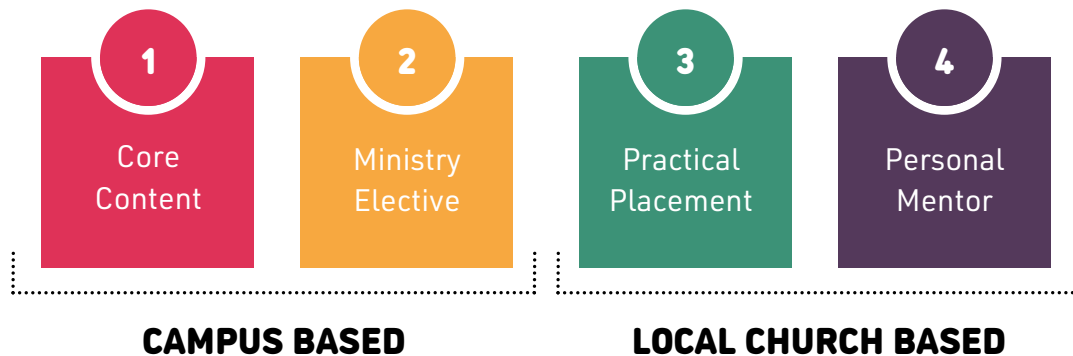 1
2
3
4
Core
Content
Ministry
Elective
Practical
Placement
Personal
Mentor
CAMPUS BASED
LOCAL CHURCH BASED